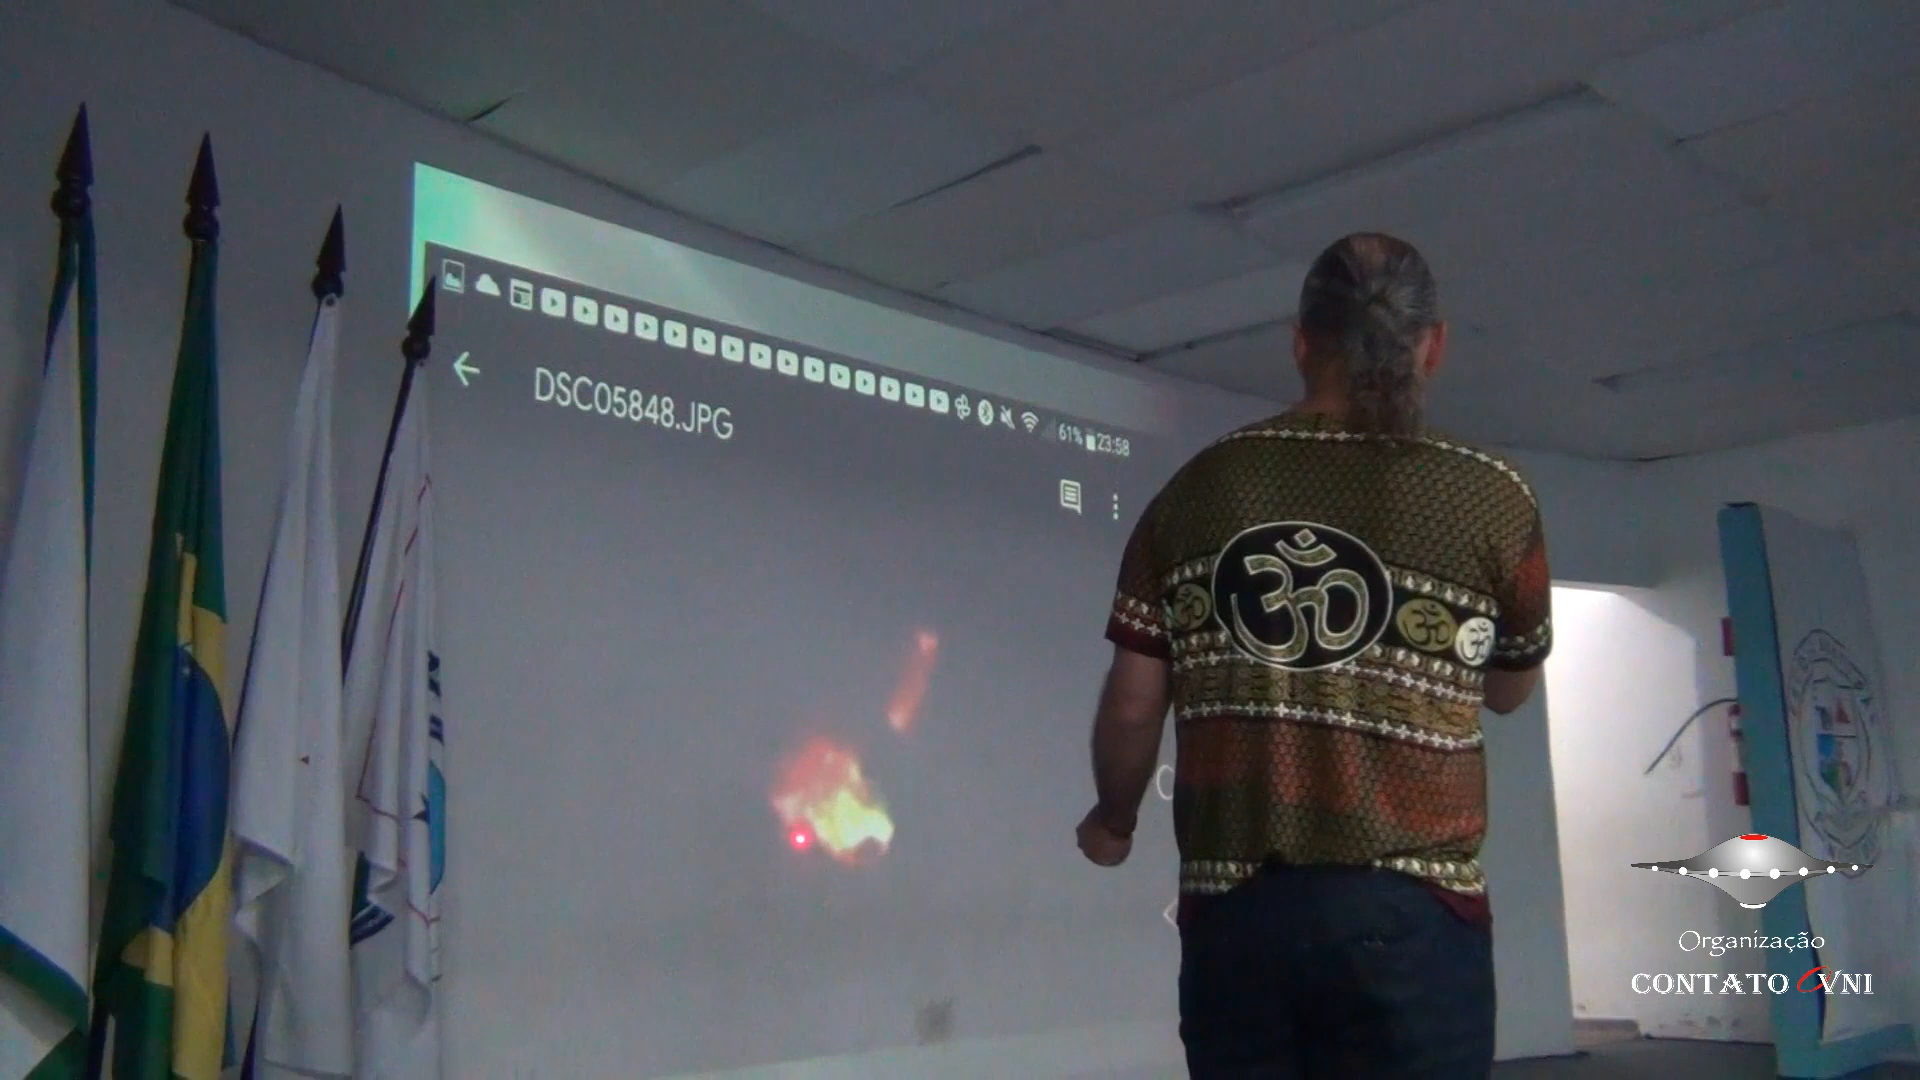 61% 23:58
DSC05848.JPG
ॐ
ॐ
ॐ
ॐ
Organização
CONTATO OVNI